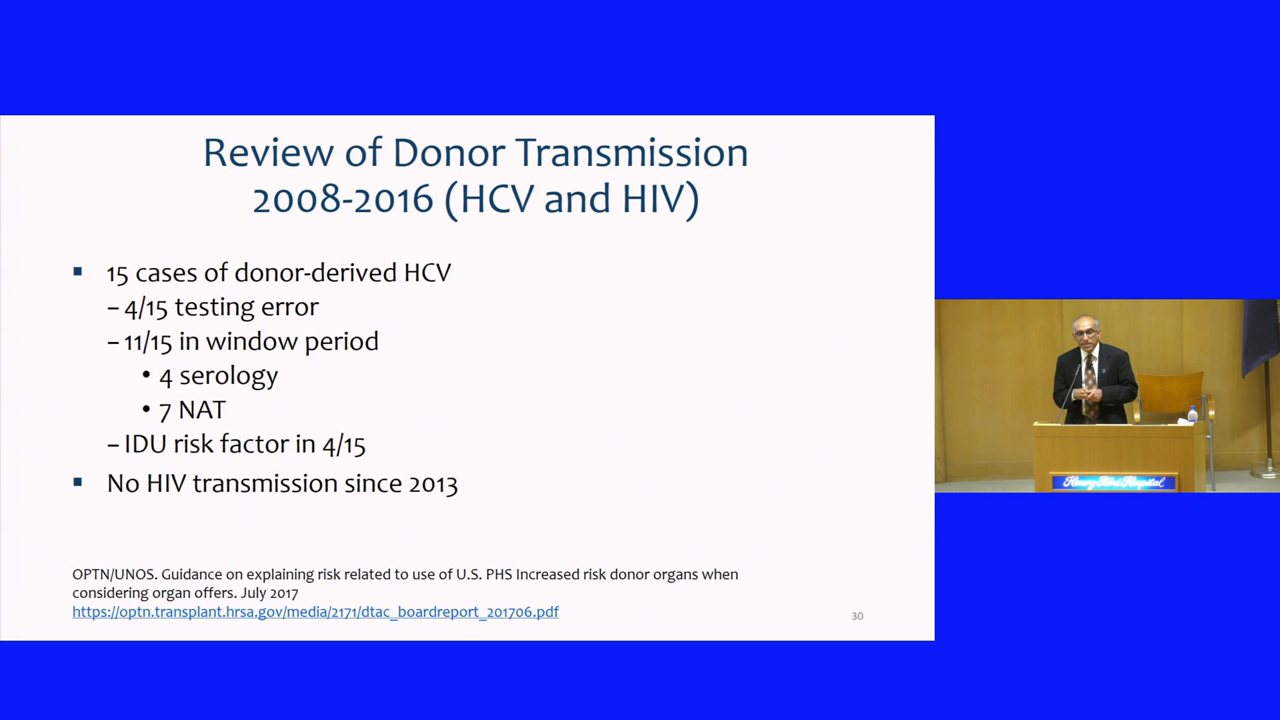 Review of Donor Transmission
2008-2016 (HCV and HIV)
▪ 15 cases of donor-derived HCV
– 4/15 testing error
– 11/15 in window period
• 4 serology
• 7 NAT
– IDU risk factor in 4/15
▪ No HIV transmission since 2013
OPTN/UNOS. Guidance on explaining risk related to use of U.S. PHS Increased risk donor organs when
considering organ offers. July 2017
https://optn.transplant.hrsa.gov/media/2171/dtac_boardreport_201706.pdf
30
Henry Ford Hospital